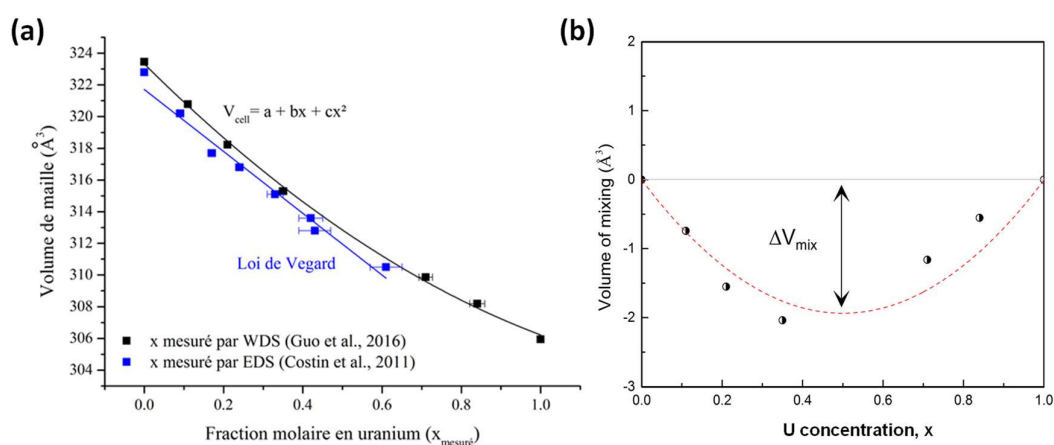 (a)
324
322
320
318
316
314
312
310
308
306
304
Volume de maille (Å³)
V_cell = a + bx + cx²
Loi de Vegard
x mesuré par WDS (Guo et al., 2016)
x mesuré par EDS (Costin et al., 2011)
0.0 0.2 0.4 0.6 0.8 1.0
Fraction molaire en uranium (x_mesuré)
(b)
2
1
0
-1
-2
-3
Volume of mixing (Å³)
ΔV_mix
0.0 0.2 0.4 0.6 0.8 1.0
U concentration, x